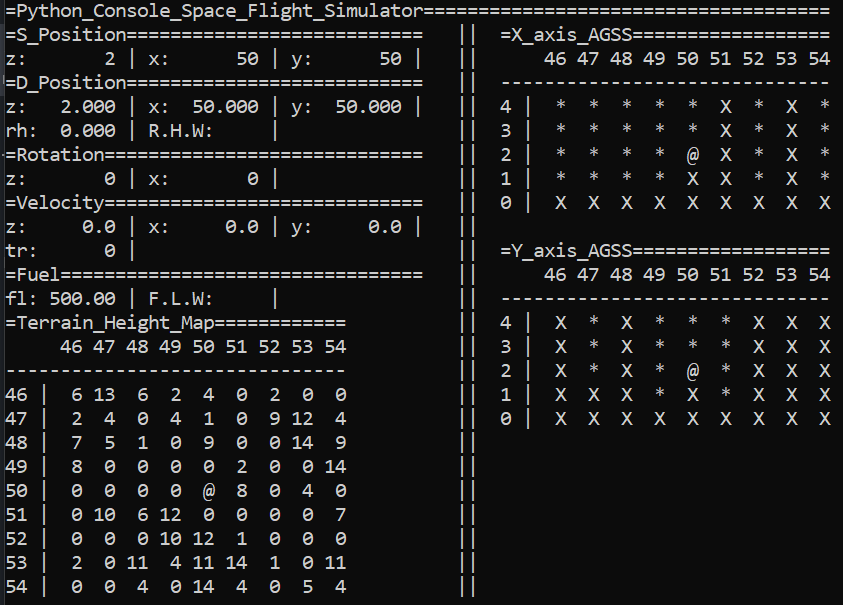 =Python_Console_Space_Flight_Simulator=====================================
=S_Position=========================== || =X_axis_AGSS==================
z: 2 | x: 50 | y: 50 | || 46 47 48 49 50 51 52 53 54
=D_Position=========================== || ------------------------------
z: 2.000 | x: 50.000 | y: 50.000 | || 4 | * * * * * X * X *
rh: 0.000 | R.H.W: | || 3 | * * * * * X * X *
=Rotation============================= || 2 | * * * * @ X * X *
z: 0 | x: 0 | || 1 | * * * * X X * X *
=Velocity============================= || 0 | X X X X X X X X X
z: 0.0 | x: 0.0 | y: 0.0 | ||
tr: 0 | || =Y_axis_AGSS==================
=Fuel================================= || 46 47 48 49 50 51 52 53 54
fl: 500.00 | F.L.W: | || ------------------------------
=Terrain_Height_Map============ || 4 | X * X * * * X X X
46 47 48 49 50 51 52 53 54 || 3 | X * X * * * X X X
------------------------------- || 2 | X * X * @ * X X X
46 | 6 13 6 2 4 0 2 0 0 || 1 | X X X * X * X X X
47 | 2 4 0 4 1 0 9 12 4 || 0 | X X X X X X X X X
48 | 7 5 1 0 9 0 0 14 9 ||
49 | 8 0 0 0 0 2 0 0 14 ||
50 | 0 0 0 0 @ 8 0 4 0 ||
51 | 0 10 6 12 0 0 0 0 7 ||
52 | 0 0 0 10 12 1 0 0 0 ||
53 | 2 0 11 4 11 14 1 0 11 ||
54 | 0 0 4 0 14 4 0 5 4 ||